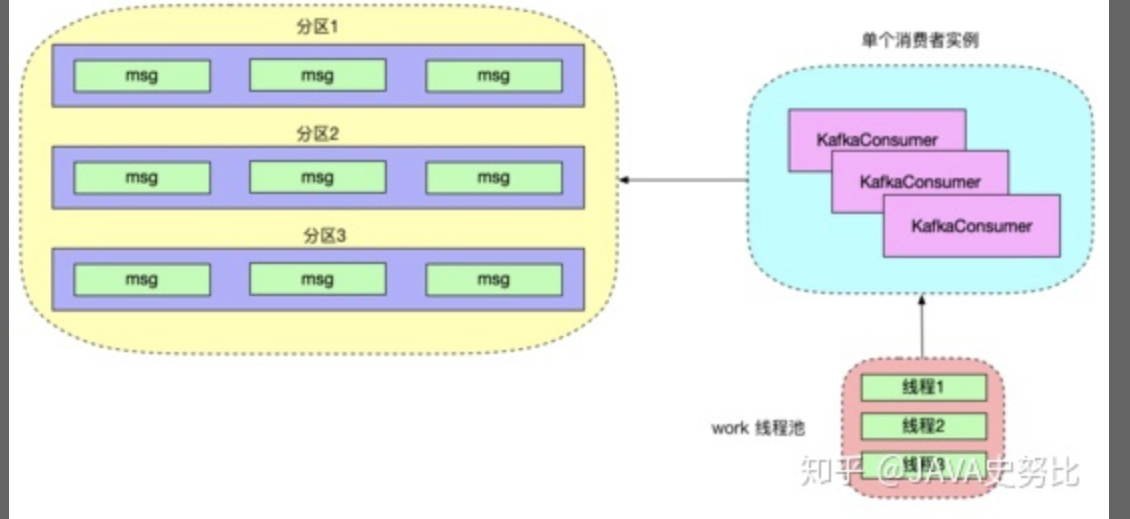 分区1
msg msg msg
分区2
msg msg msg
分区3
msg msg msg
单个消费者实例
KafkaConsumer
KafkaConsumer
KafkaConsumer
线程1
work 线程池
线程2
线程3
知乎 @JAVA史努比